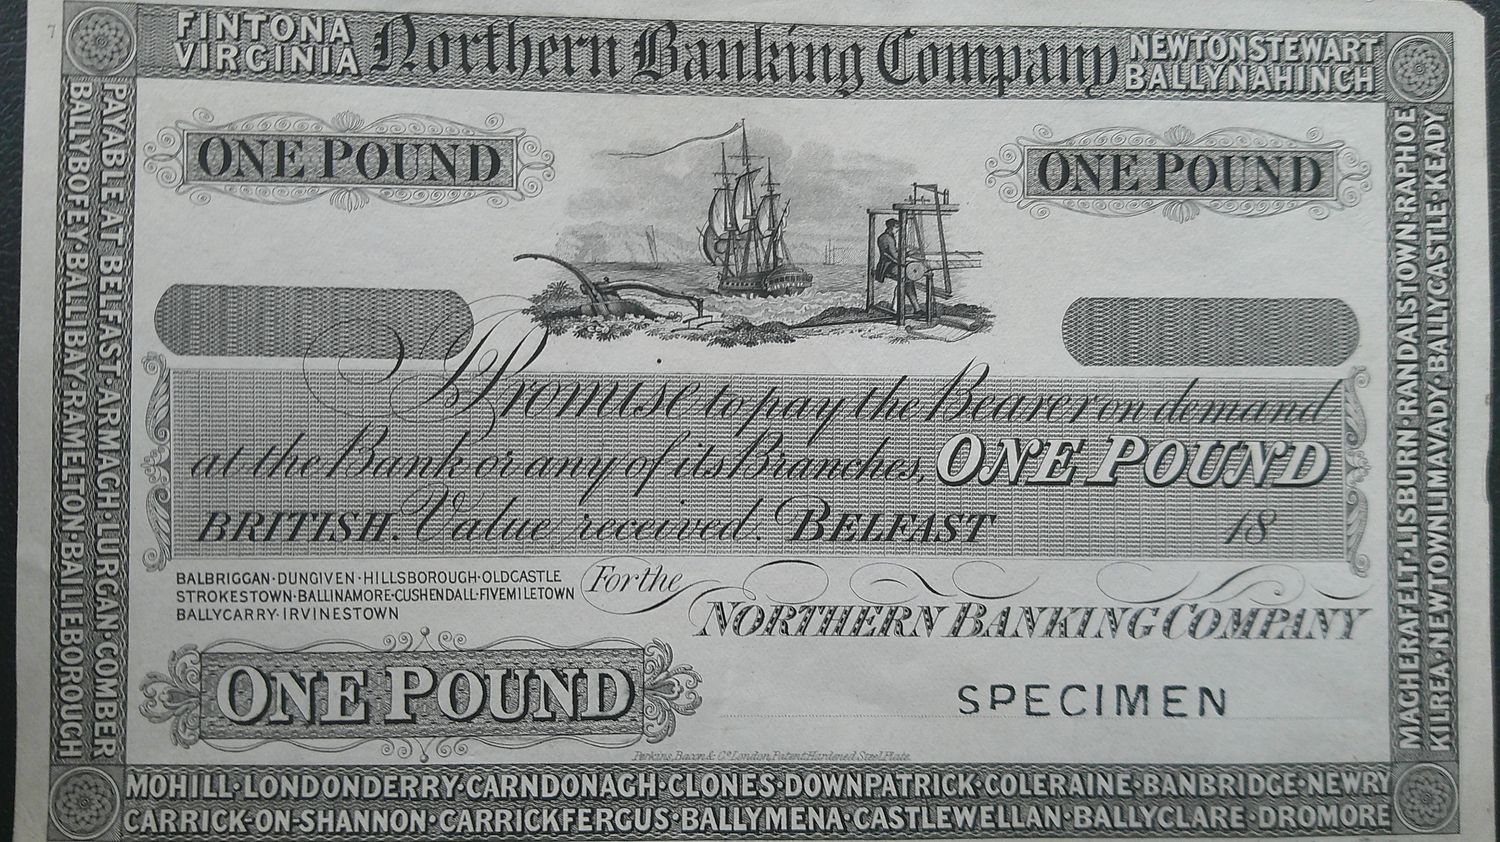 FINTONA
VIRGINIA
Northern Banking Company
NEWTONSTEWART
BALLYNAHINCH
ONE POUND
ONE POUND
I Promise to pay the Bearer on demand
at the Bank or any of its Branches, ONE POUND
BRITISH. Value received. BELFAST 18
BALBRIGGAN·DUNGIVEN·HILLSBOROUGH·OLDCASTLE
STROKESTOWN·BALLINAMORE·CUSHENDALL·FIVEMILETOWN
BALLYCARRY·IRVINESTOWN
For the
NORTHERN BANKING COMPANY
ONE POUND
SPECIMEN
Perkins, Bacon & Co. London, Patent Hardened Steel Plate.
PAYABLE AT BELFAST·ARMAGH·LURGAN·COMBER
BALLYBOFEY·BALLIBAY·RAMELTON·BAILIEBOROUGH
MAGHERAFELT·LISBURN·RANDALSTOWN·RAPHOE
KILREA·NEWTOWNLIMAVADY·BALLYCASTLE·KEADY
MOHILL·LONDONDERRY·CARNDONAGH·CLONES·DOWNPATRICK·COLERAINE·BANBRIDGE·NEWRY
CARRICK-ON-SHANNON·CARRICKFERGUS·BALLYMENA·CASTLEWELLAN·BALLYCLARE·DROMORE